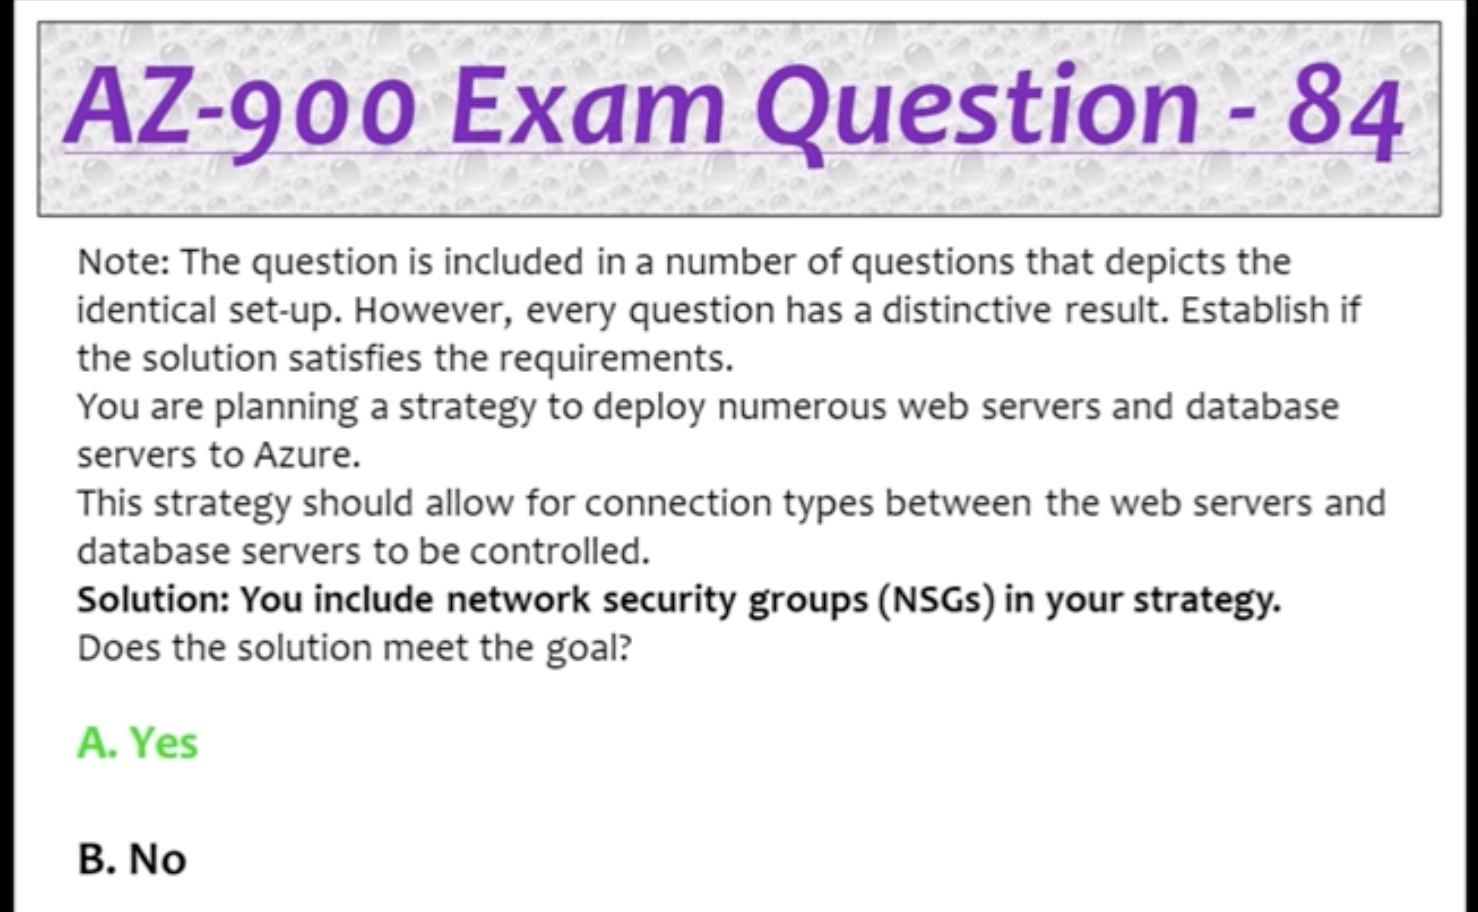 AZ-900 Exam Question - 84
Note: The question is included in a number of questions that depicts the
identical set-up. However, every question has a distinctive result. Establish if
the solution satisfies the requirements.
You are planning a strategy to deploy numerous web servers and database
servers to Azure.
This strategy should allow for connection types between the web servers and
database servers to be controlled.
Solution: You include network security groups (NSGs) in your strategy.
Does the solution meet the goal?
A. Yes
B. No